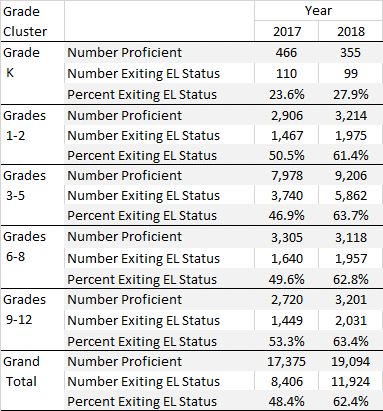 Grade Cluster Year
2017 2018
Grade K Number Proficient 466 355
Number Exiting EL Status 110 99
Percent Exiting EL Status 23.6% 27.9%
Grades 1-2 Number Proficient 2,906 3,214
Number Exiting EL Status 1,467 1,975
Percent Exiting EL Status 50.5% 61.4%
Grades 3-5 Number Proficient 7,978 9,206
Number Exiting EL Status 3,740 5,862
Percent Exiting EL Status 46.9% 63.7%
Grades 6-8 Number Proficient 3,305 3,118
Number Exiting EL Status 1,640 1,957
Percent Exiting EL Status 49.6% 62.8%
Grades 9-12 Number Proficient 2,720 3,201
Number Exiting EL Status 1,449 2,031
Percent Exiting EL Status 53.3% 63.4%
Grand Total Number Proficient 17,375 19,094
Number Exiting EL Status 8,406 11,924
Percent Exiting EL Status 48.4% 62.4%